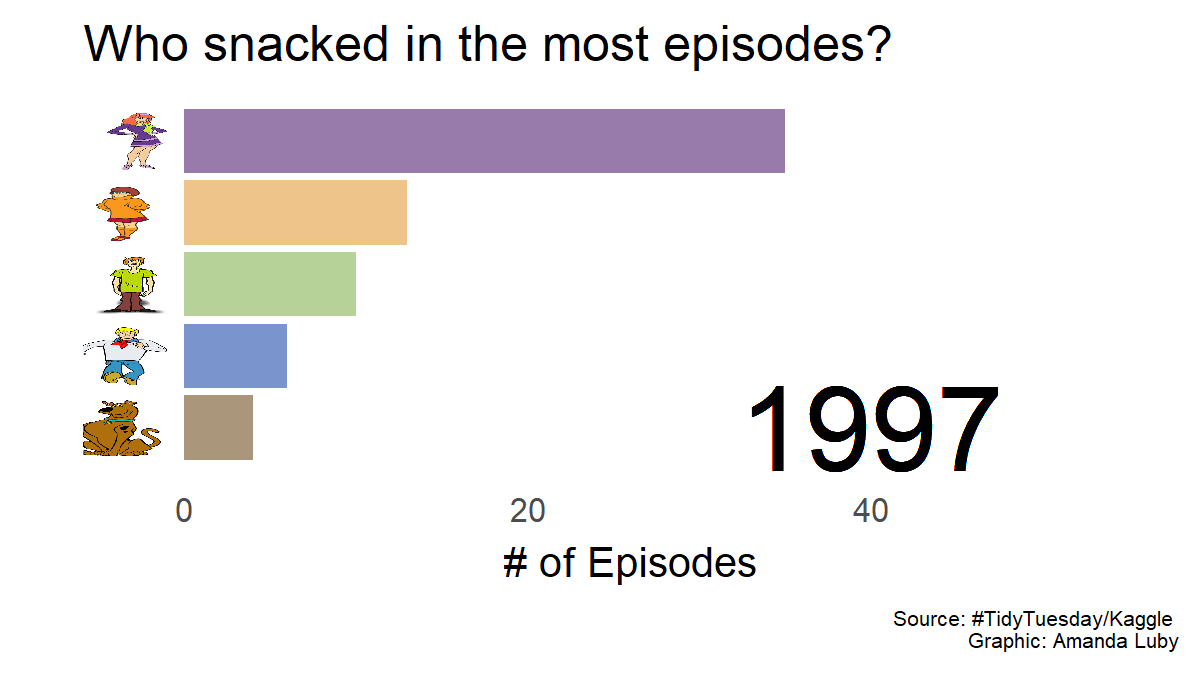 Who snacked in the most episodes?
1997
0 20 40
# of Episodes
Source: #TidyTuesday/Kaggle
Graphic: Amanda Luby